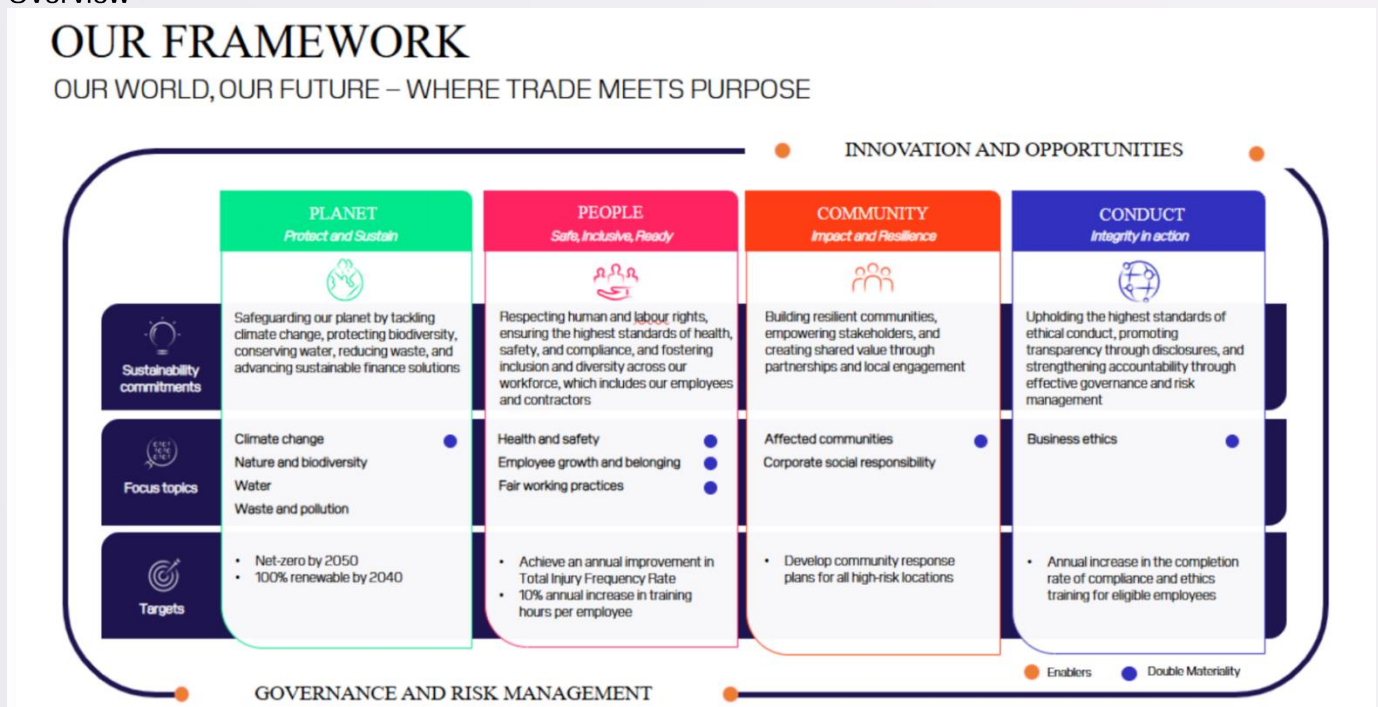 Overview
OUR FRAMEWORK
OUR WORLD, OUR FUTURE – WHERE TRADE MEETS PURPOSE
INNOVATION AND OPPORTUNITIES
PLANET
Protect and Sustain
PEOPLE
Safe, Inclusive, Ready
COMMUNITY
Impact and Resilience
CONDUCT
Integrity in action
Sustainability
commitments
Safeguarding our planet by tackling
climate change, protecting biodiversity,
conserving water, reducing waste, and
advancing sustainable finance solutions
Respecting human and labour rights,
ensuring the highest standards of health,
safety, and compliance, and fostering
inclusion and diversity across our
workforce, which includes our employees
and contractors
Building resilient communities,
empowering stakeholders, and
creating shared value through
partnerships and local engagement
Upholding the highest standards of
ethical conduct, promoting
transparency through disclosures, and
strengthening accountability through
effective governance and risk
management
Focus topics
Climate change
Nature and biodiversity
Water
Waste and pollution
Health and safety
Employee growth and belonging
Fair working practices
Affected communities
Corporate social responsibility
Business ethics
Targets
• Net-zero by 2050
• 100% renewable by 2040
• Achieve an annual improvement in
Total Injury Frequency Rate
• 10% annual increase in training
hours per employee
• Develop community response
plans for all high-risk locations
• Annual increase in the completion
rate of compliance and ethics
training for eligible employees
Enablers
Double Materiality
GOVERNANCE AND RISK MANAGEMENT